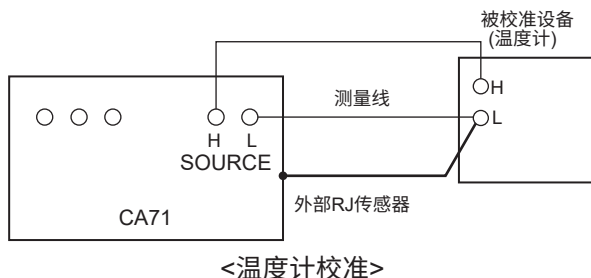 被校准设备
(温度计)
H
测量线
L
H L
SOURCE
外部RJ传感器
CA71
<温度计校准>